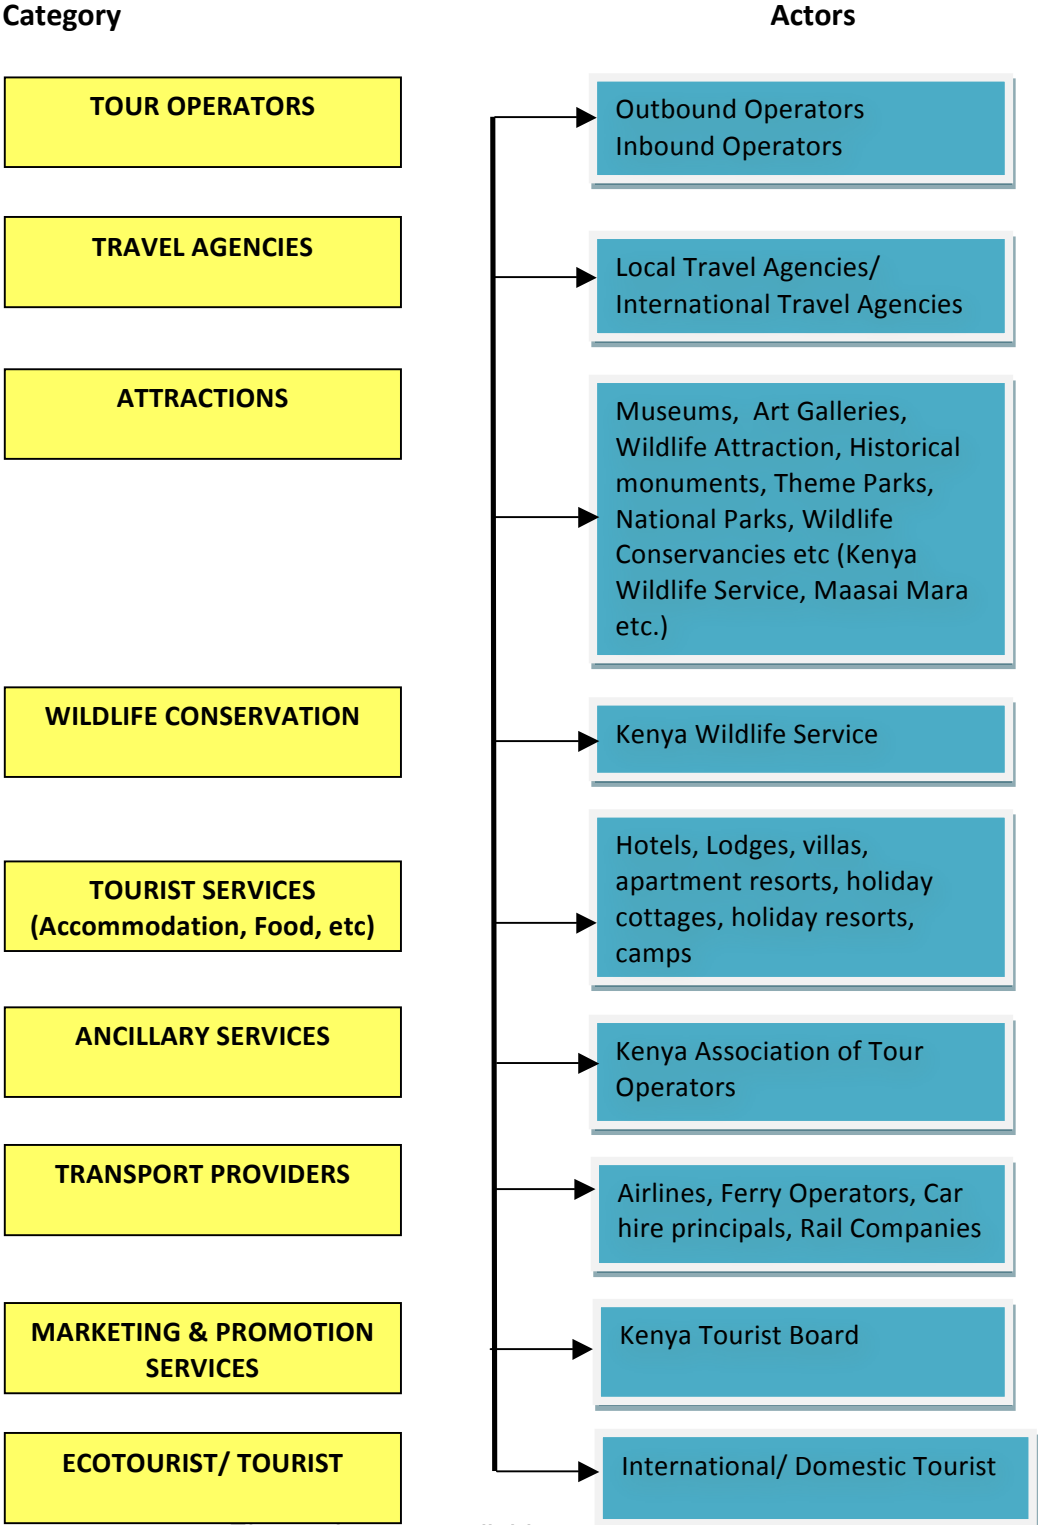 Category
Actors
TOUR OPERATORS
Outbound Operators
Inbound Operators
TRAVEL AGENCIES
Local Travel Agencies/
International Travel Agencies
ATTRACTIONS
Museums,  Art Galleries,
Wildlife Attraction, Historical
monuments, Theme Parks,
National Parks, Wildlife
Conservancies etc (Kenya
Wildlife Service, Maasai Mara
etc.)
WILDLIFE CONSERVATION
Kenya Wildlife Service
TOURIST SERVICES
(Accommodation, Food, etc)
Hotels, Lodges, villas,
apartment resorts, holiday
cottages, holiday resorts,
camps
ANCILLARY SERVICES
Kenya Association of Tour
Operators
TRANSPORT PROVIDERS
Airlines, Ferry Operators, Car
hire principals, Rail Companies
MARKETING & PROMOTION
SERVICES
Kenya Tourist Board
ECOTOURIST/ TOURIST
International/ Domestic Tourist